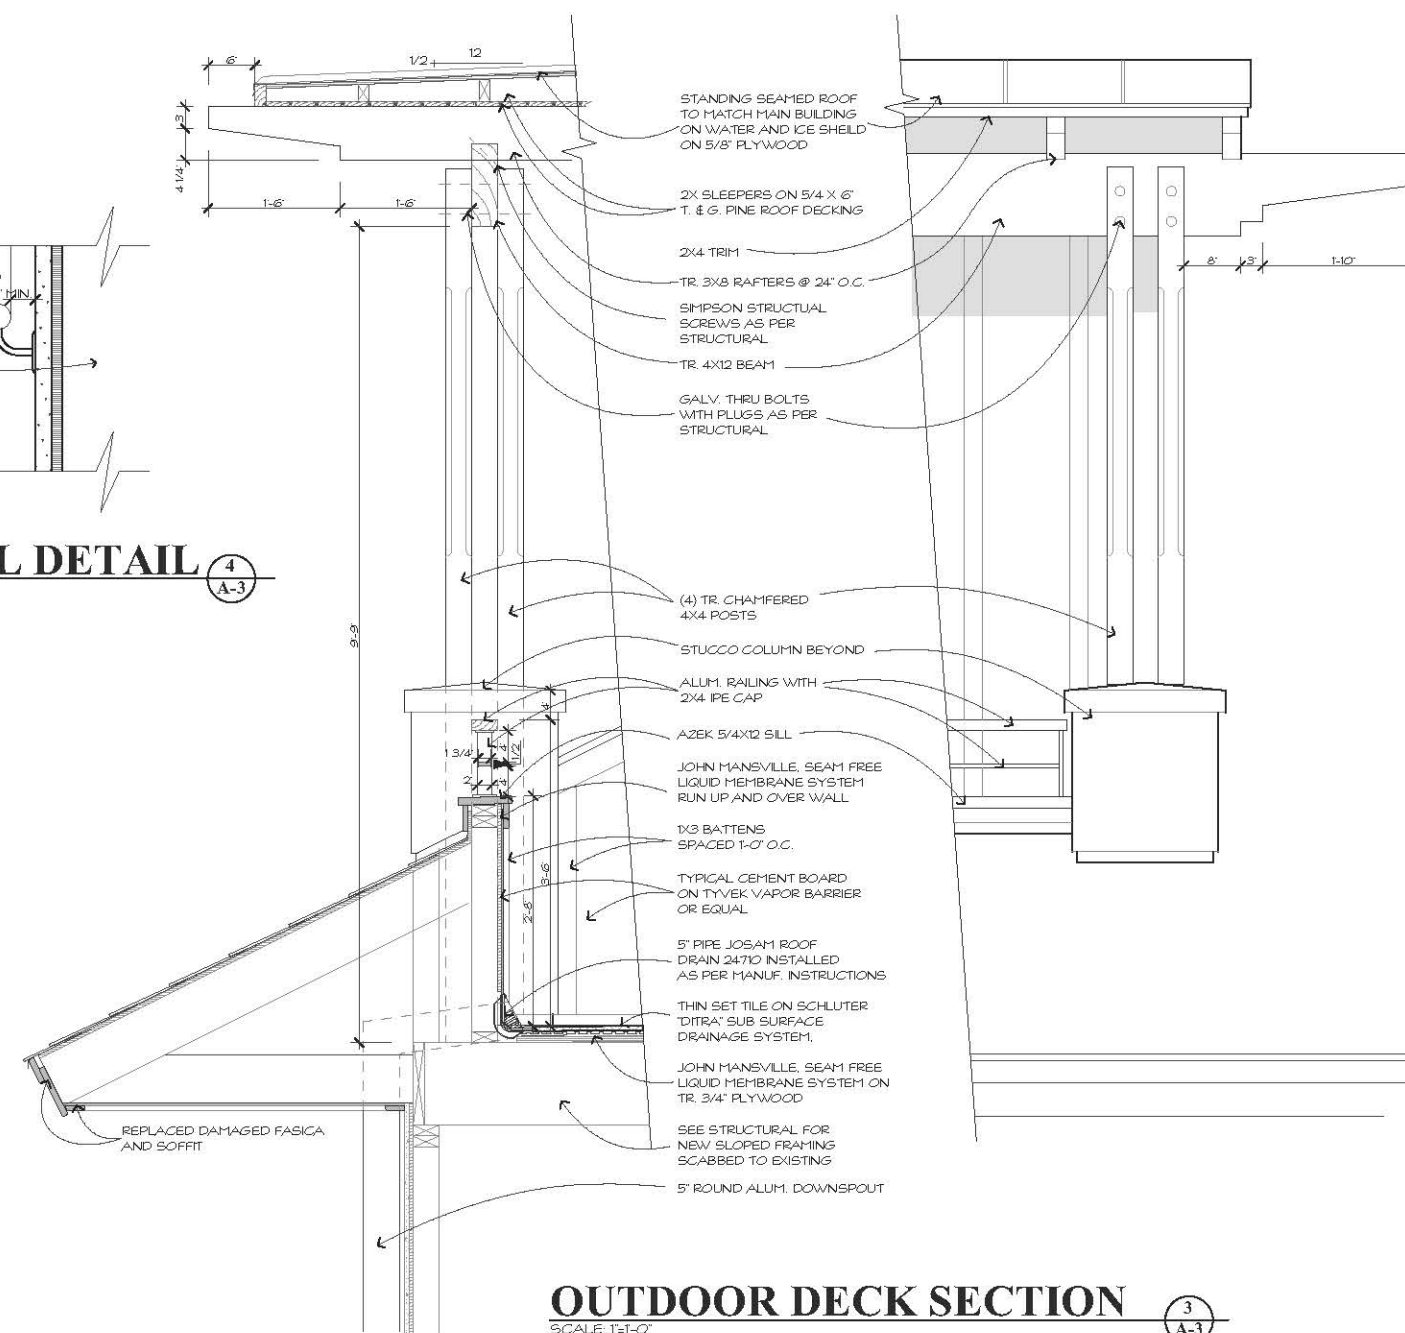 6"
1/2
12
3"
4 1/4"
1'-6"
1'-6"
STANDING SEAMED ROOF
TO MATCH MAIN BUILDING
ON WATER AND ICE SHEILD
ON 5/8" PLYWOOD
2X SLEEPERS ON 5/4 X 6"
T. & G. PINE ROOF DECKING
2X4 TRIM
TR. 3X8 RAFTERS @ 24" O.C.
SIMPSON STRUCTUAL
SCREWS AS PER
STRUCTURAL
TR. 4X12 BEAM
GALV. THRU BOLTS
WITH PLUGS AS PER
STRUCTURAL
8"
3"
1'-10"
MIN.
L DETAIL
4
A-3
9'-9"
(4) TR. CHAMFERED
4X4 POSTS
STUCCO COLUMN BEYOND
ALUM. RAILING WITH
2X4 IPE CAP
AZEK 5/4X12 SILL
JOHN MANSVILLE, SEAM FREE
LIQUID MEMBRANE SYSTEM
RUN UP AND OVER WALL
1X3 BATTENS
SPACED 1'-0" O.C.
TYPICAL CEMENT BOARD
ON TYVEK VAPOR BARRIER
OR EQUAL
5" PIPE JOSAM ROOF
DRAIN 24710 INSTALLED
AS PER MANUF. INSTRUCTIONS
THIN SET TILE ON SCHLUTER
"DITRA" SUB SURFACE
DRAINAGE SYSTEM,
JOHN MANSVILLE, SEAM FREE
LIQUID MEMBRANE SYSTEM ON
TR. 3/4" PLYWOOD
SEE STRUCTURAL FOR
NEW SLOPED FRAMING
SCABBED TO EXISTING
5" ROUND ALUM. DOWNSPOUT
4"
1 3/4"
4"
1/2"
2"
4"
3'-6"
2'-8"
REPLACED DAMAGED FASICA
AND SOFFIT
OUTDOOR DECK SECTION
3
A-3
SCALE: 1"=1'-0"